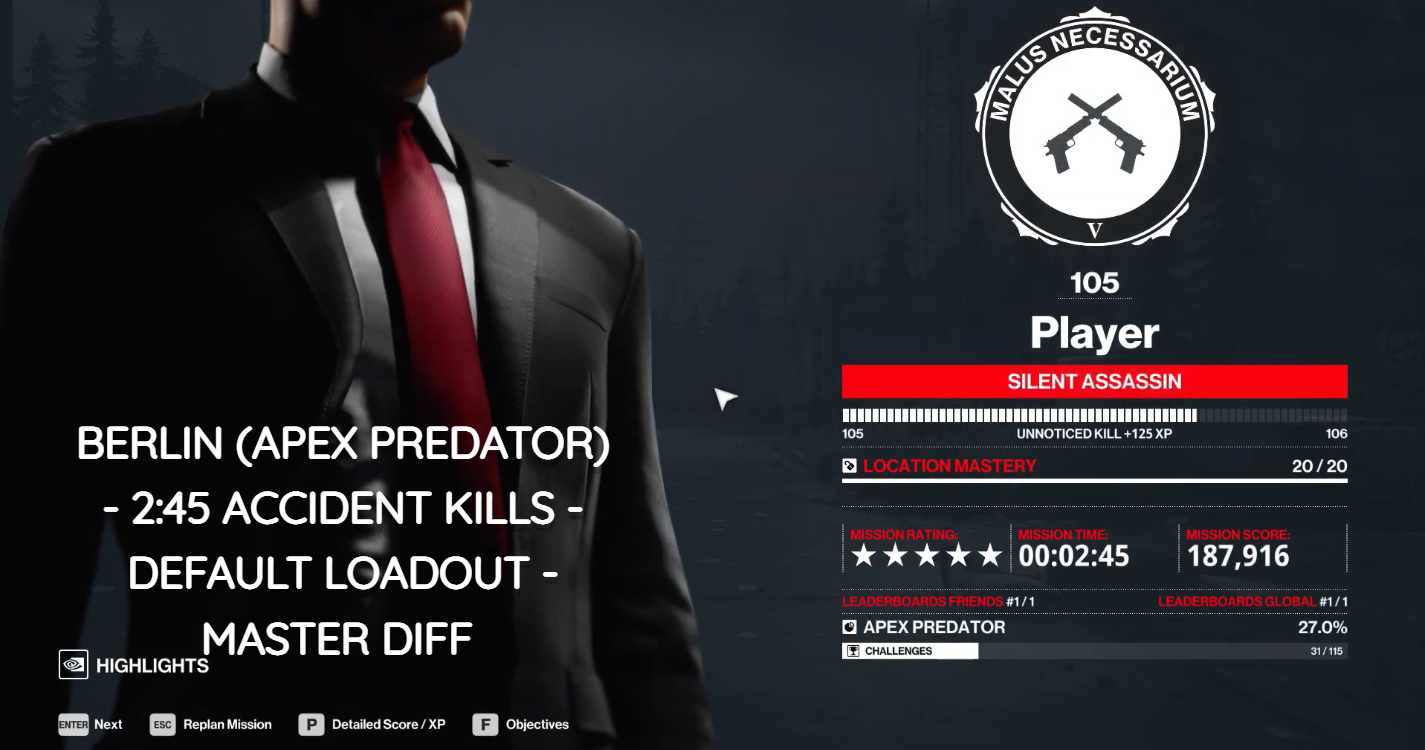 MALUS NECESSARIUM
V
105
Player
SILENT ASSASSIN
105 UNNOTICED KILL +125 XP 106
LOCATION MASTERY 20 / 20
MISSION RATING: MISSION TIME: MISSION SCORE:
00:02:45 187,916
LEADERBOARDS FRIENDS #1 / 1 LEADERBOARDS GLOBAL #1 / 1
APEX PREDATOR 27.0%
CHALLENGES 31 / 115
BERLIN (APEX PREDATOR)
- 2:45 ACCIDENT KILLS -
DEFAULT LOADOUT -
MASTER DIFF
HIGHLIGHTS
ENTER Next ESC Replan Mission P Detailed Score / XP F Objectives